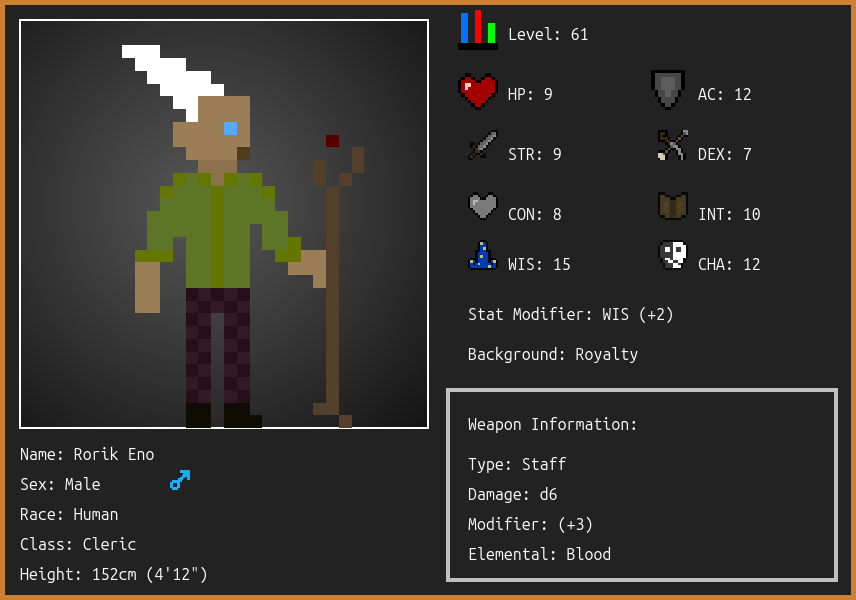 Level: 61
HP: 9
AC: 12
STR: 9
DEX: 7
CON: 8
INT: 10
WIS: 15
CHA: 12
Stat Modifier: WIS (+2)
Background: Royalty
Weapon Information:
Type: Staff
Damage: d6
Modifier: (+3)
Elemental: Blood
Name: Rorik Eno
Sex: Male
Race: Human
Class: Cleric
Height: 152cm (4'12")